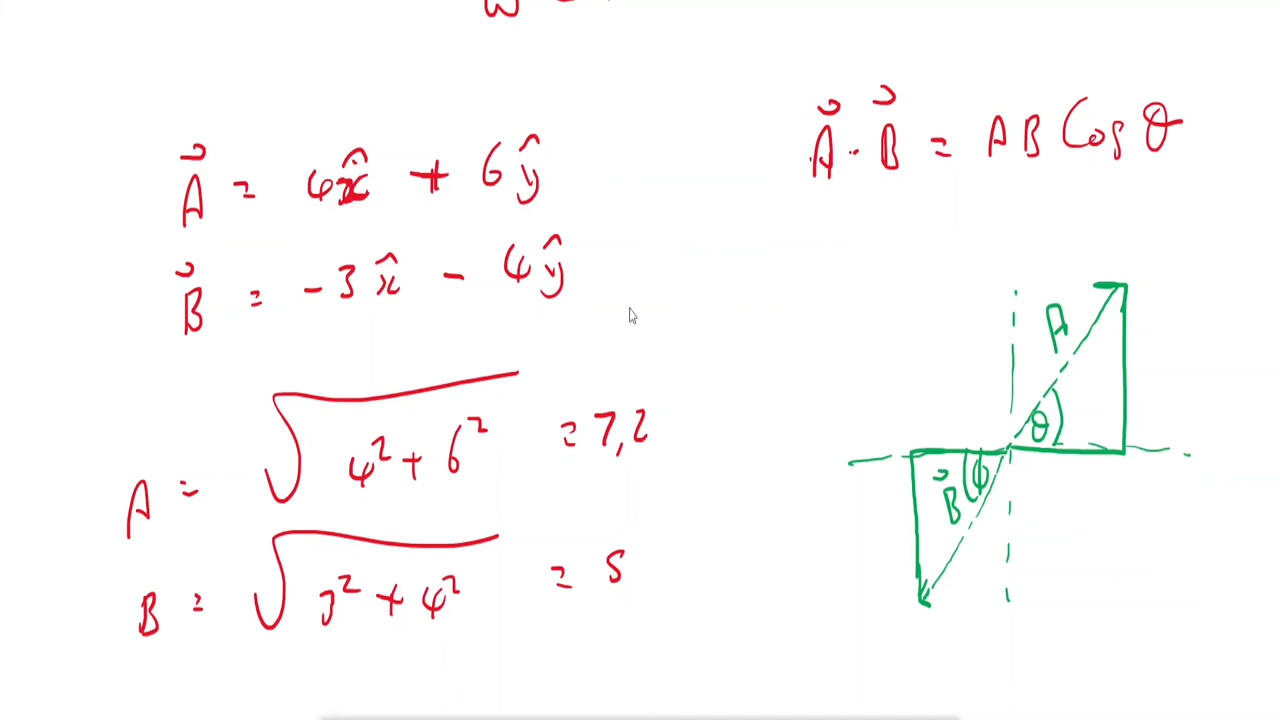 A⃗ = 4x̂ + 6ŷ
B⃗ = -3x̂ - 4ŷ
A = √(4² + 6²) = 7,2
B = √(3² + 4²) = 5
A⃗ · B⃗ = AB Cos θ
A
θ
φ
B⃗